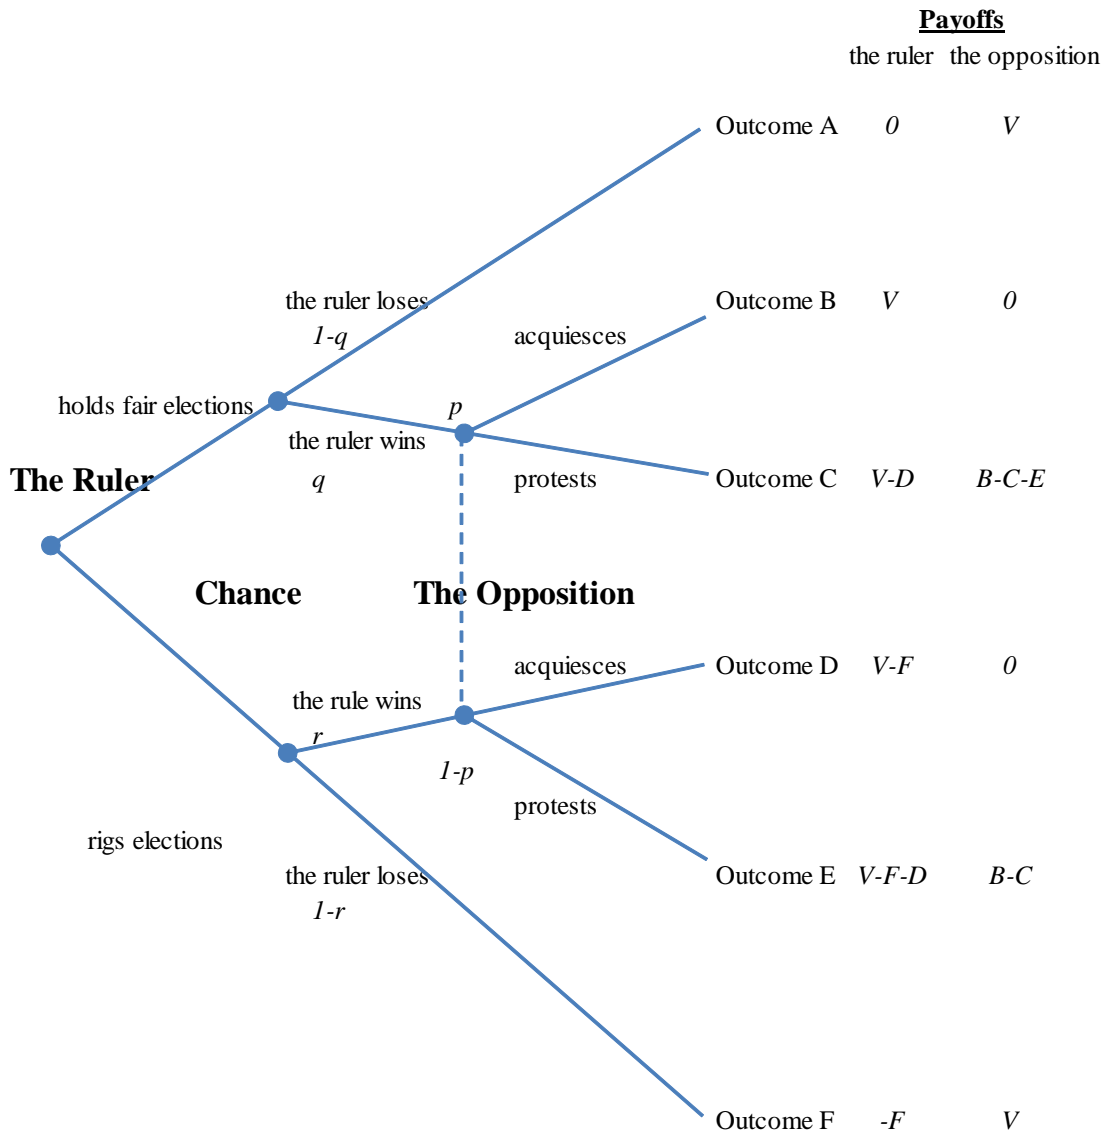 Payoffs
the ruler the opposition
Outcome A 0 V
the ruler loses
Outcome B V 0
1-q
acquiesces
holds fair elections
p
the ruler wins
The Ruler
q
protests
Outcome C V-D B-C-E
Chance
The Opposition
acquiesces
Outcome D V-F 0
the rule wins
r
1-p
protests
rigs elections
the ruler loses
Outcome E V-F-D B-C
1-r
Outcome F -F V